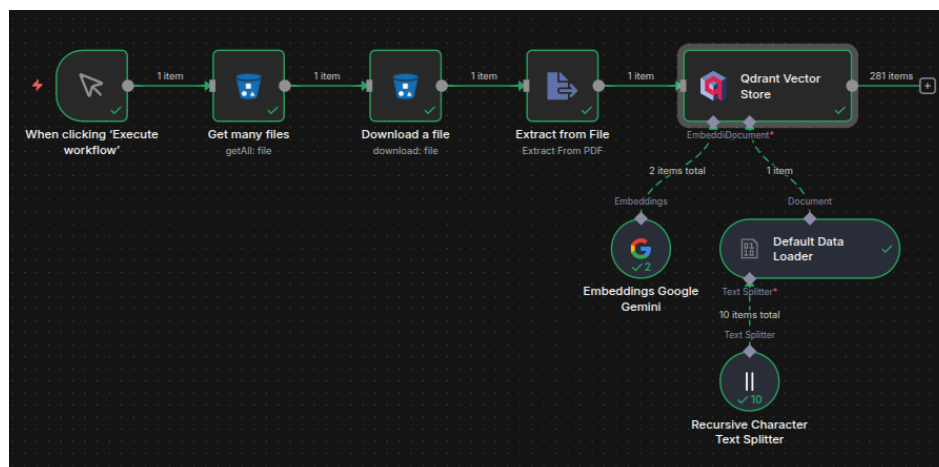 1 item
1 item
1 item
1 item
Qdrant Vector
Store
281 items
When clicking ‘Execute
workflow’
Get many files
getAll: file
Download a file
download: file
Extract from File
Extract From PDF
Document*
2 items total
1 item
Embeddings
Document
2
Embeddings Google
Gemini
01
10
Default Data
Loader
Text Splitter*
10 items total
Text Splitter
10
Recursive Character
Text Splitter